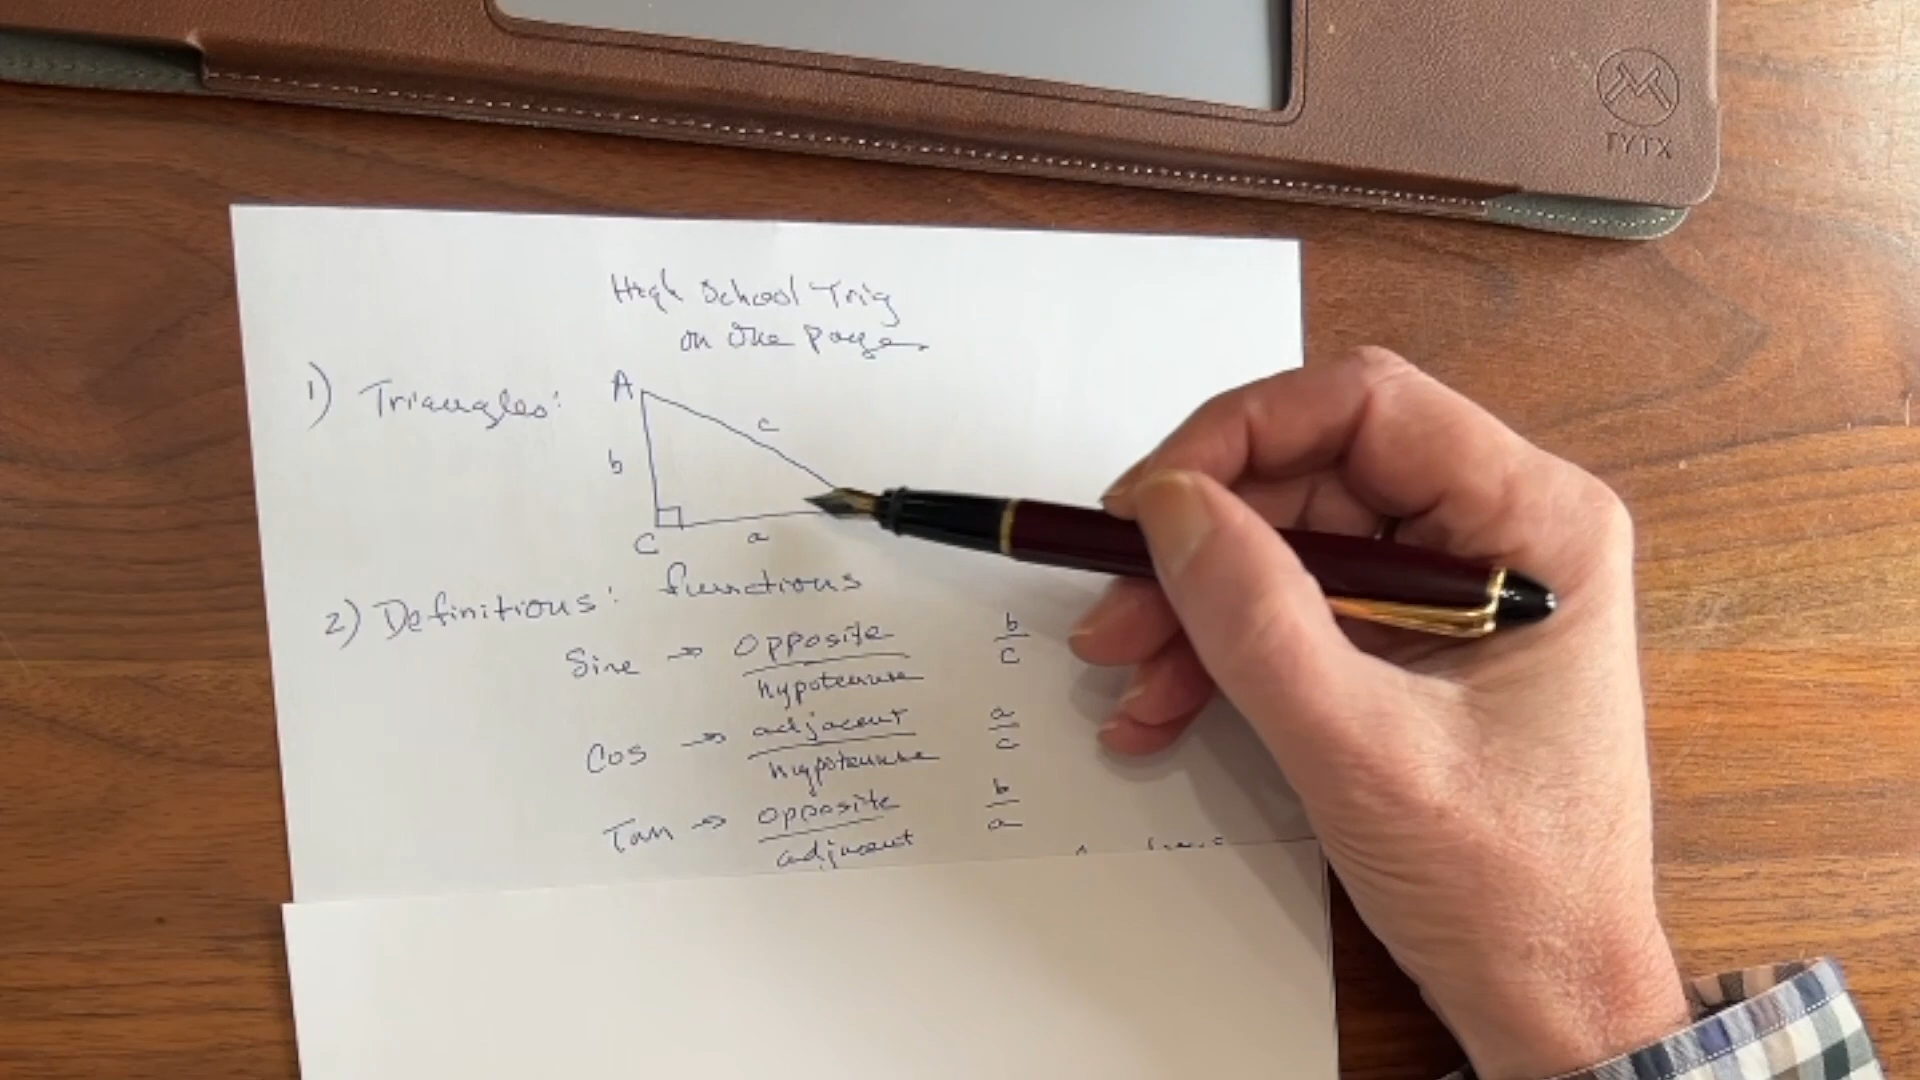 TYTX
High School Trig
on One Page
1) Triangles:
A
c
b
C
a
2) Definitions: functions
Sine → opposite b
hypotenuse c
Cos → adjacent a
hypotenuse c
Tan → opposite b
adjacent a